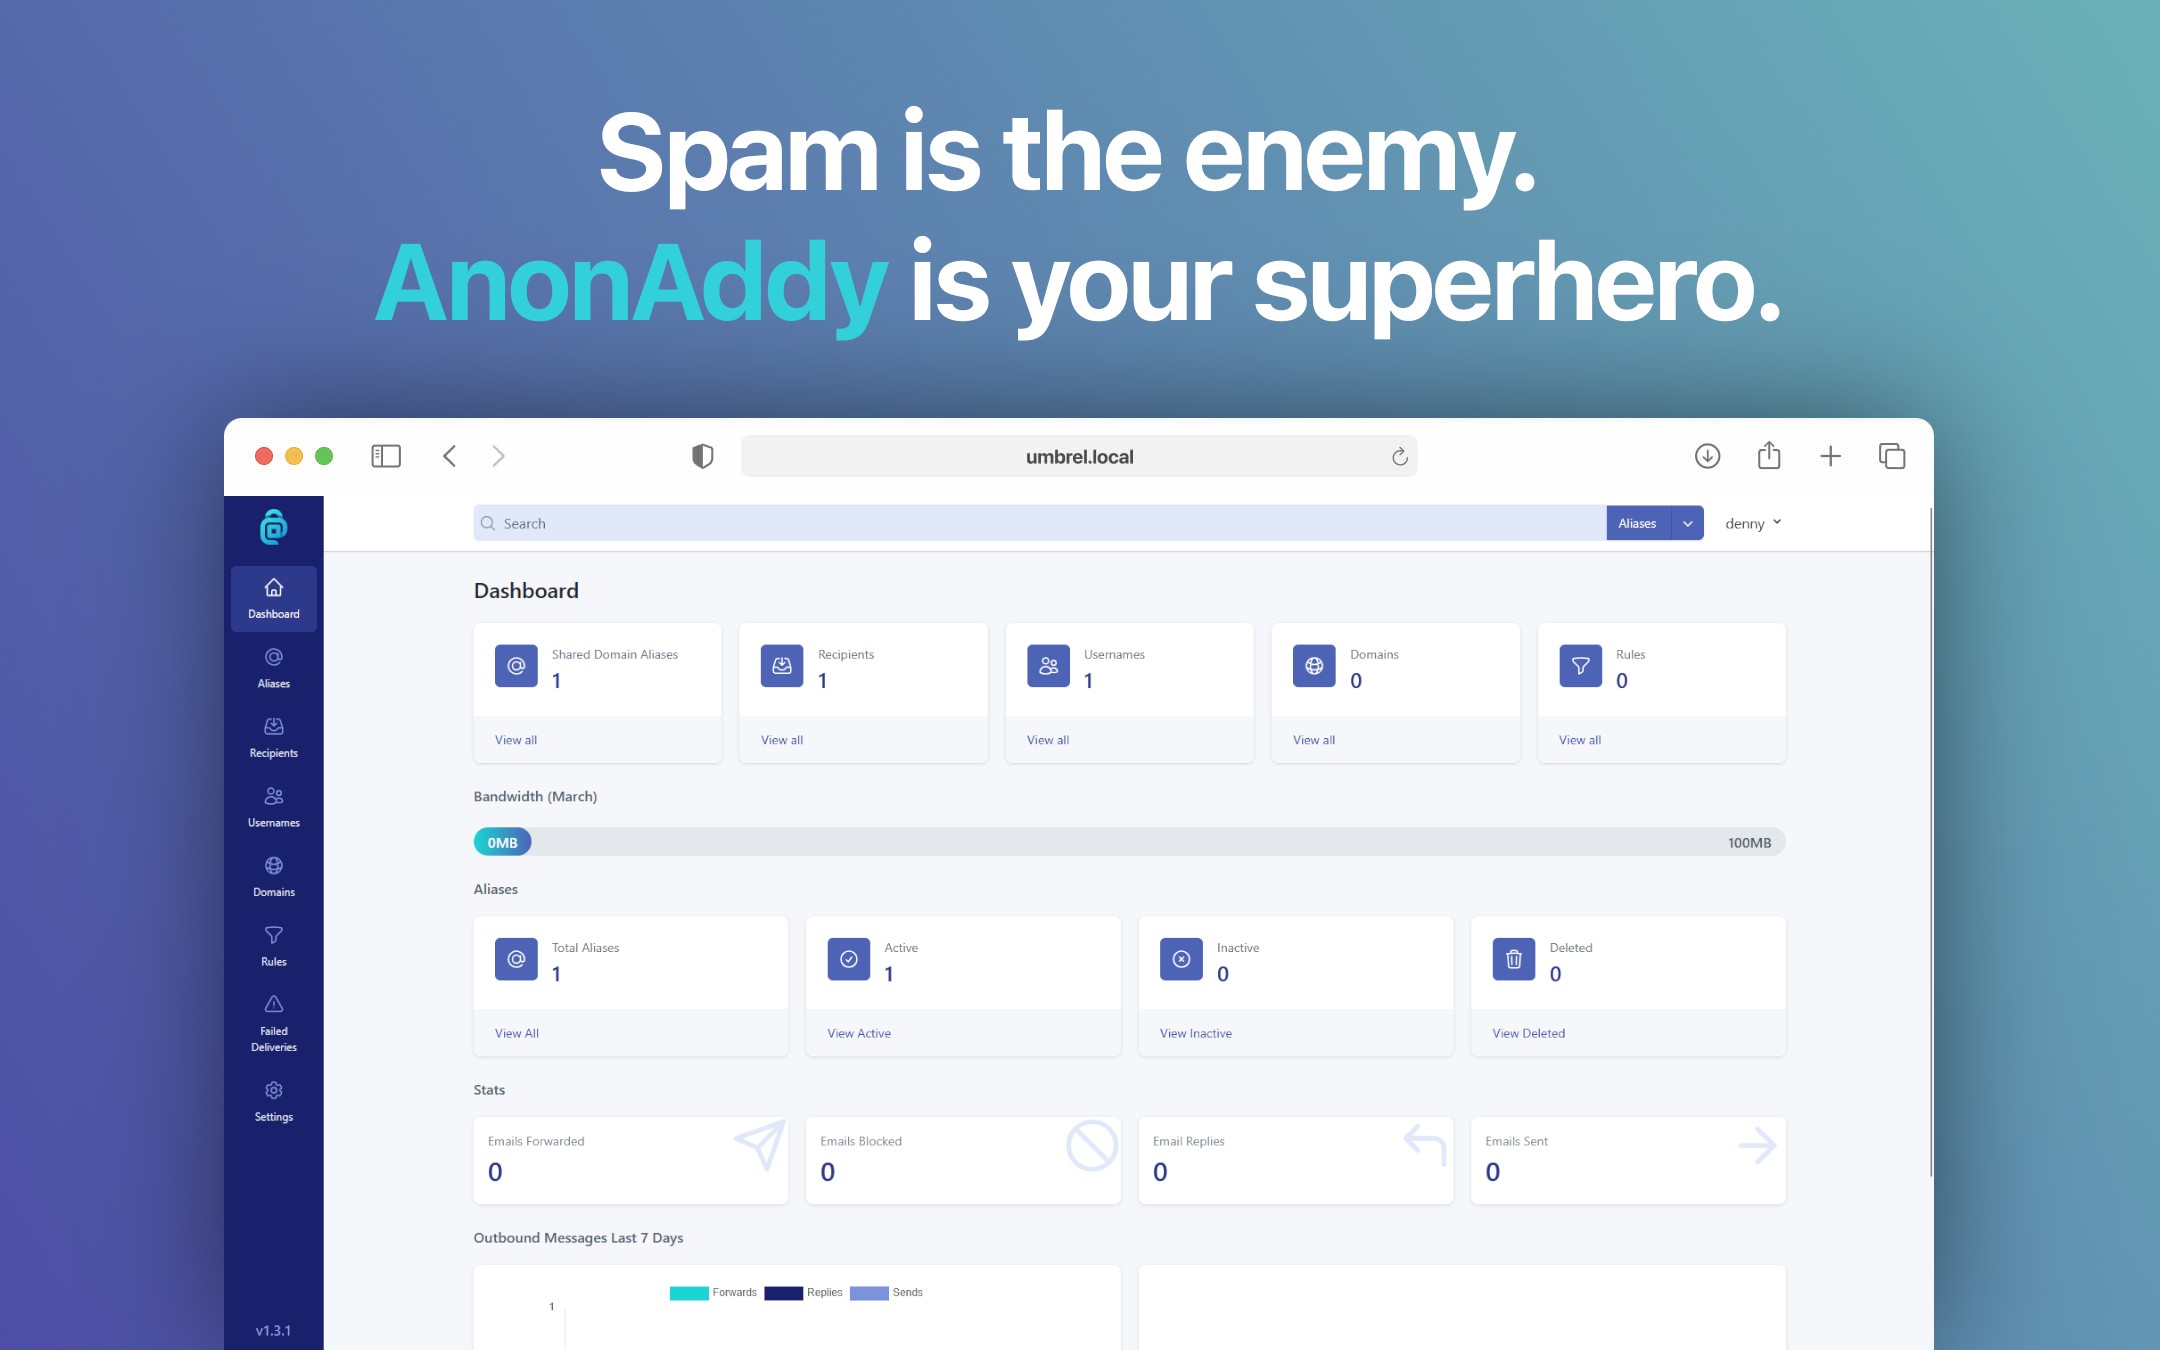 Spam is the enemy.
AnonAddy is your superhero.
umbrel.local
Search
Aliases
denny
Dashboard
Aliases
Recipients
Usernames
Domains
Rules
Failed
Deliveries
Settings
v1.3.1
Dashboard
Shared Domain Aliases
1
View all
Recipients
1
View all
Usernames
1
View all
Domains
0
View all
Rules
0
View all
Bandwidth (March)
0MB
100MB
Aliases
Total Aliases
1
View All
Active
1
View Active
Inactive
0
View Inactive
Deleted
0
View Deleted
Stats
Emails Forwarded
0
Emails Blocked
0
Email Replies
0
Emails Sent
0
Outbound Messages Last 7 Days
Forwards Replies Sends
1